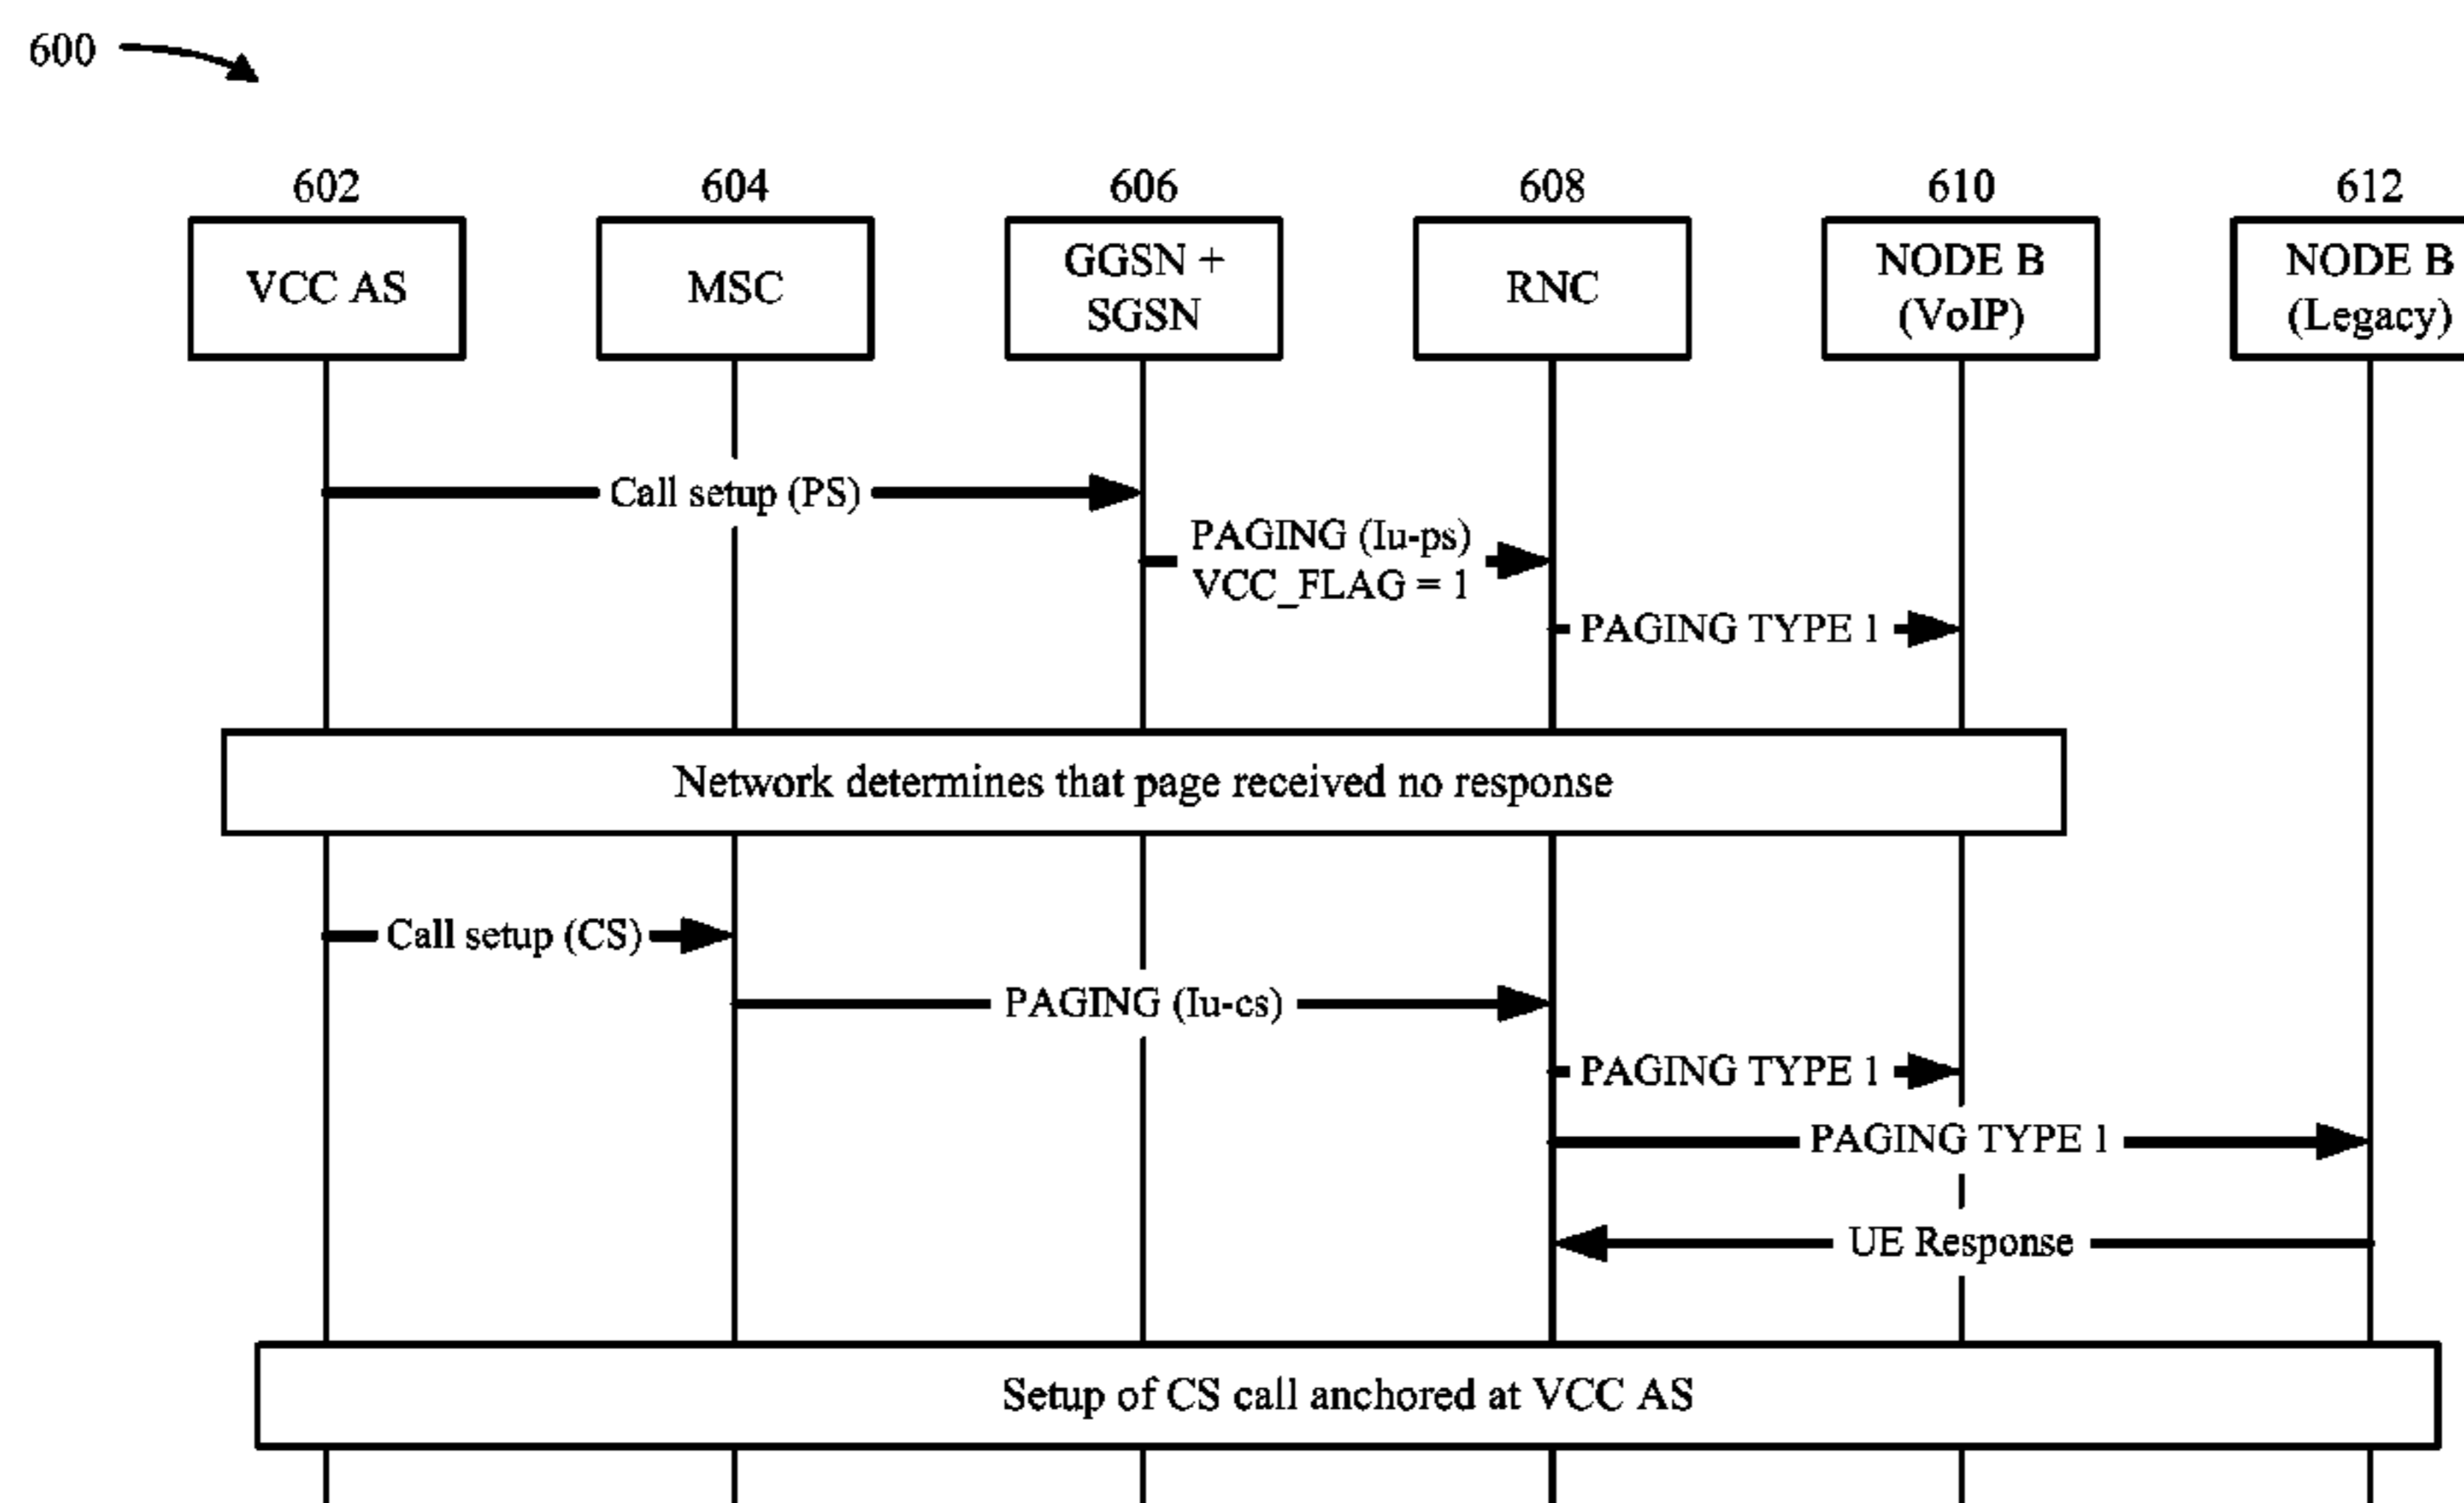 600
602
604
606
608
610
612
VCC AS
MSC
GGSN +
SGSN
RNC
NODE B
(VoIP)
NODE B
(Legacy)
Call setup (PS)
PAGING (Iu-ps)
VCC_FLAG = 1
PAGING TYPE 1
Network determines that page received no response
Call setup (CS)
PAGING (Iu-cs)
PAGING TYPE 1
PAGING TYPE 1
UE Response
Setup of CS call anchored at VCC AS